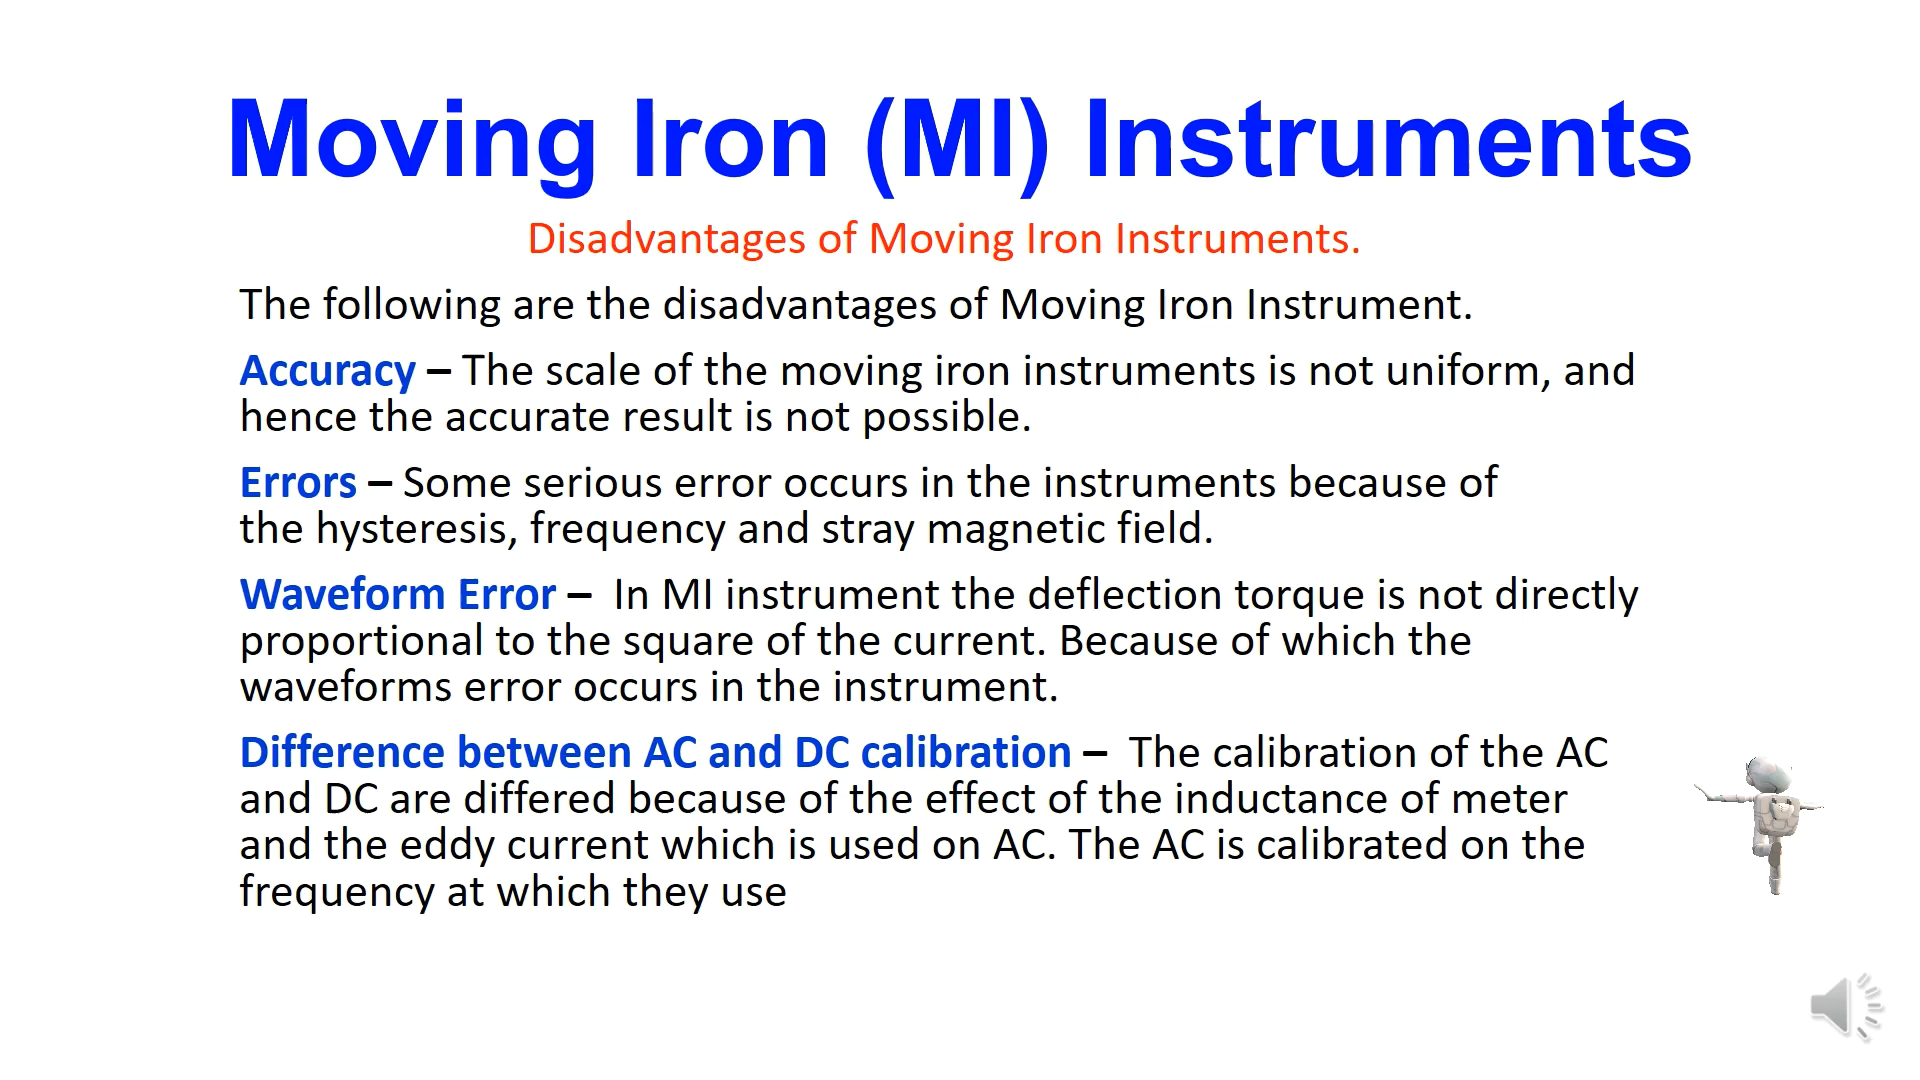 Moving Iron (MI) Instruments
Disadvantages of Moving Iron Instruments.
The following are the disadvantages of Moving Iron Instrument.
Accuracy – The scale of the moving iron instruments is not uniform, and
hence the accurate result is not possible.
Errors – Some serious error occurs in the instruments because of
the hysteresis, frequency and stray magnetic field.
Waveform Error –  In MI instrument the deflection torque is not directly
proportional to the square of the current. Because of which the
waveforms error occurs in the instrument.
Difference between AC and DC calibration –  The calibration of the AC
and DC are differed because of the effect of the inductance of meter
and the eddy current which is used on AC. The AC is calibrated on the
frequency at which they use